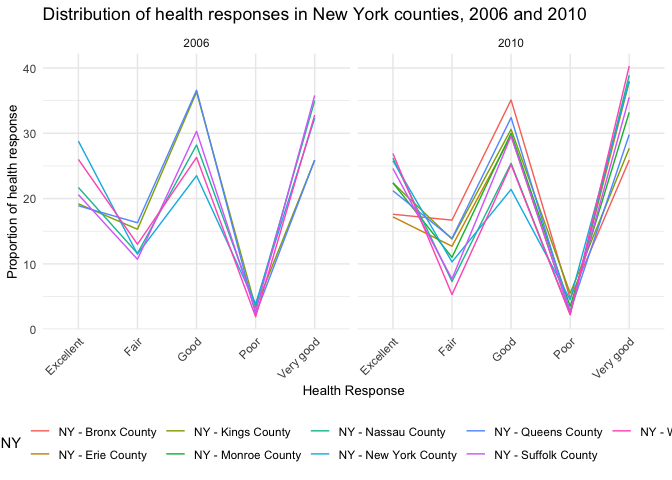 Distribution of health responses in New York counties, 2006 and 2010
2006 2010
40
30
20
10
0
Proportion of health response
Excellent Fair Good Poor Very good Excellent Fair Good Poor Very good
Health Response
NY
NY - Bronx County NY - Kings County NY - Nassau County NY - Queens County NY - W
NY - Erie County NY - Monroe County NY - New York County NY - Suffolk County